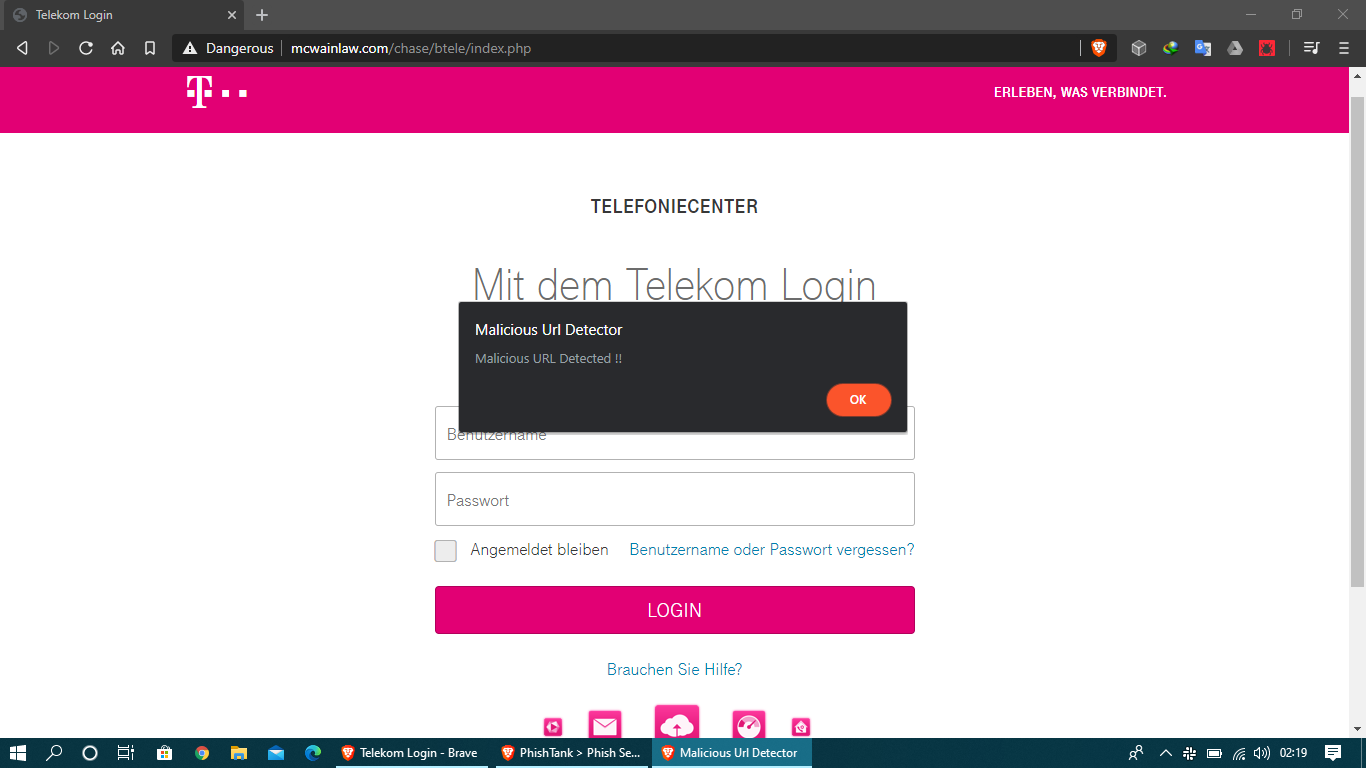 Telekom Login
Dangerous mcwainlaw.com/chase/btele/index.php
T
ERLEBEN, WAS VERBINDET.
TELEFONIECENTER
Mit dem Telekom Login
Malicious Url Detector
Malicious URL Detected !!
OK
Benutzername
Passwort
Angemeldet bleiben Benutzername oder Passwort vergessen?
LOGIN
Brauchen Sie Hilfe?
Telekom Login - Brave PhishTank > Phish Se... Malicious Url Detector 02:19